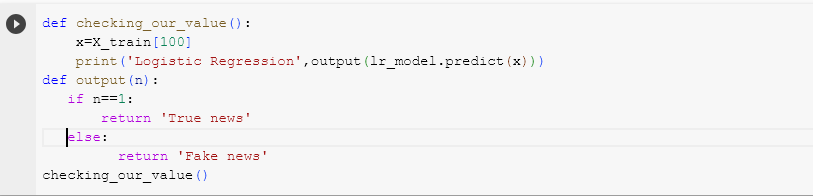 def checking_our_value():
    x=X_train[100]
    print('Logistic Regression',output(lr_model.predict(x)))
def output(n):
   if n==1:
       return 'True news'
   else:
         return 'Fake news'
checking_our_value()